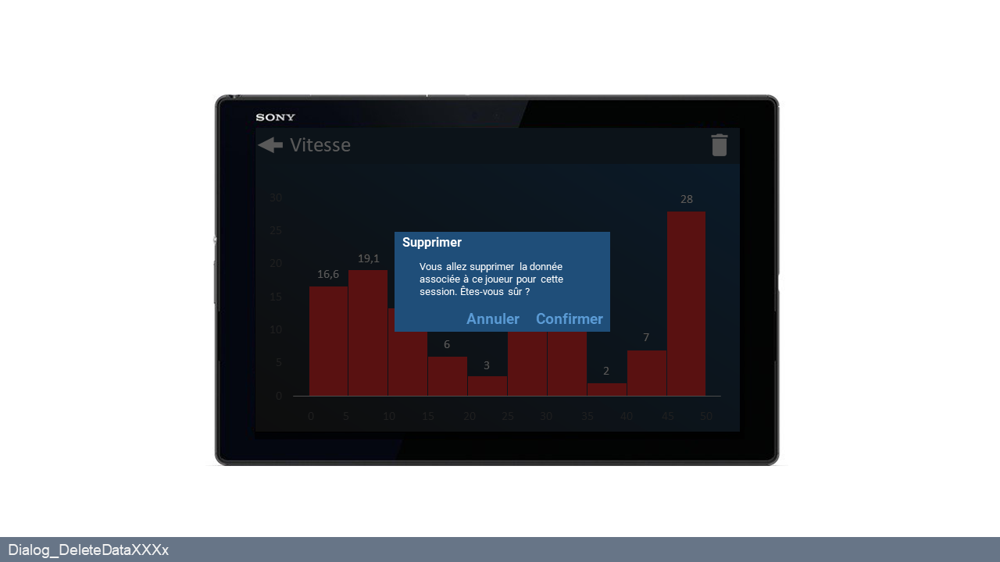 SONY
Vitesse
30
28
25
20
19,1
16,6
15
10
5
0
6
3
2
7
Supprimer
Vous allez supprimer la donnée
associée à ce joueur pour cette
session. Êtes-vous sûr ?
Annuler Confirmer
0 5 10 15 20 25 30 35 40 45 50
Dialog_DeleteDataXXXx